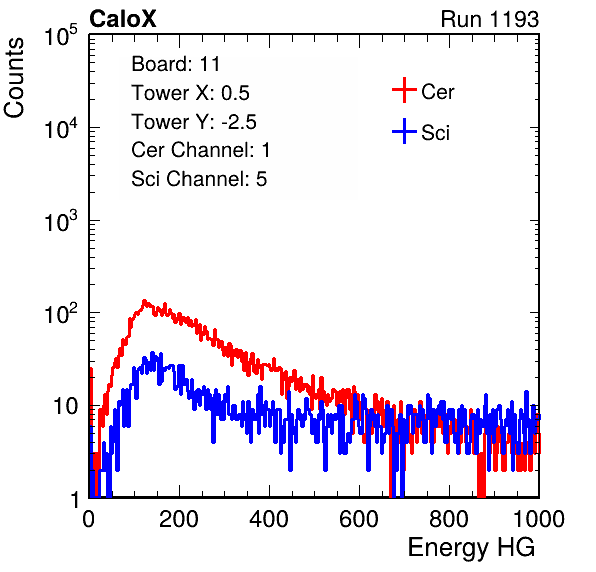 CaloX Run 1193
Counts
Board: 11
Tower X: 0.5
Tower Y: -2.5
Cer Channel: 1
Sci Channel: 5
Cer
Sci
10^5
10^4
10^3
10^2
10
1
0 200 400 600 800 1000
Energy HG